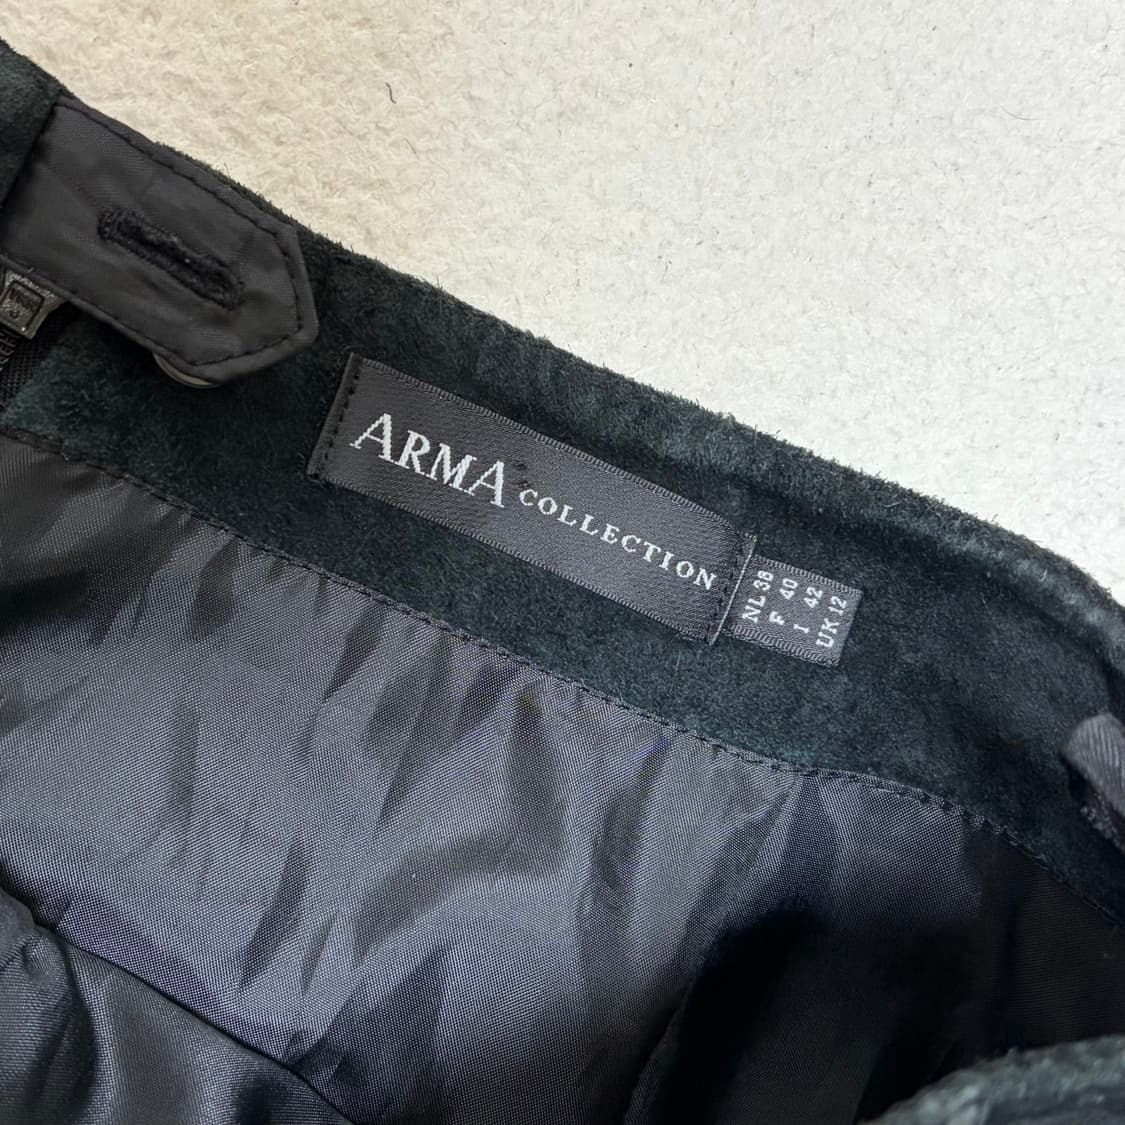 ARMA COLLECTION
NL 38
F 40
I 42
UK 12